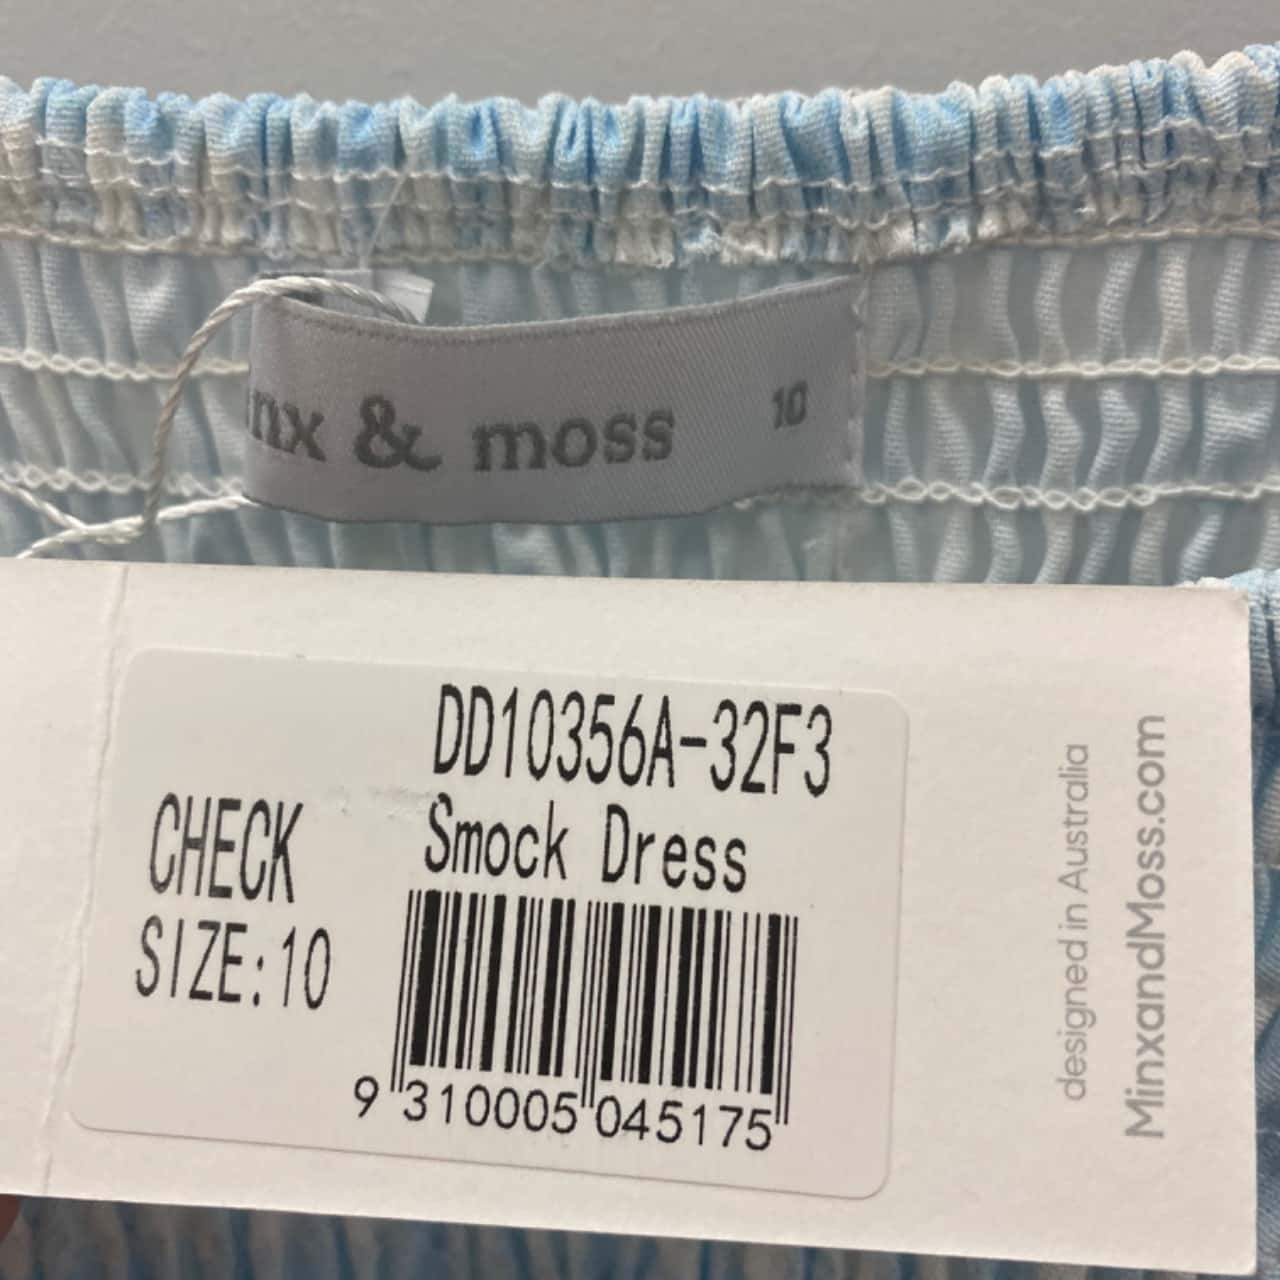 nx & moss 10
DD10356A-32F3
CHECK Smock Dress
SIZE:10
9 310005 045175
designed in Australia
MinxandMoss.com